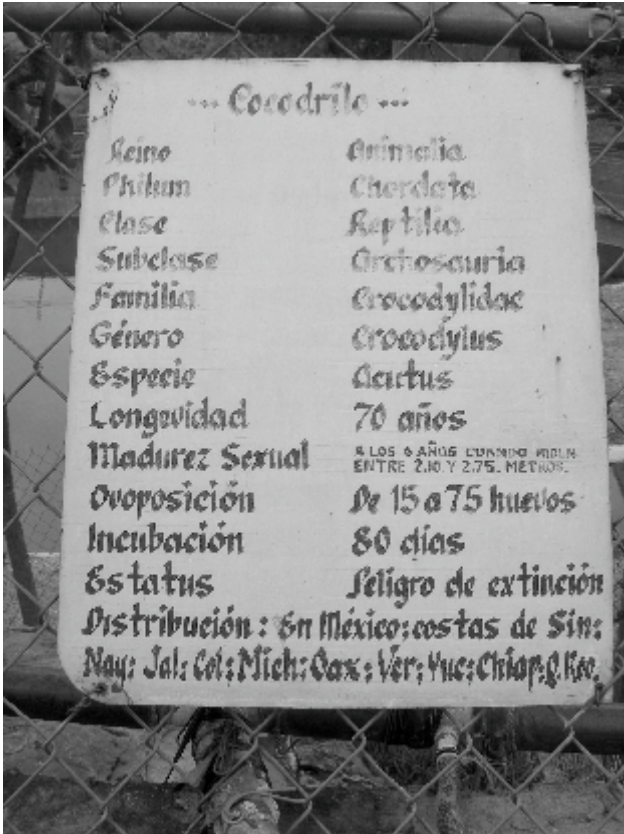 --- Cocodrilo ---
Reino Animalia
Philum Chordata
Clase Reptilia
Subclase Archosauria
Familia Crocodylidae
Género Crocodylus
Especie Acutus
Longevidad 70 años
Madurez Sexual A LOS 6 AÑOS CUANDO MIDEN
ENTRE 2.10. Y 2.75. METROS.
Ovoposición De 15 a 75 huevos
Incubación 80 días
Estatus Peligro de extinción
Distribución: En México: costas de Sin:
Nay: Jal: Col: Mich: Oax: Ver: Yuc: Chiap: Q. Roo.